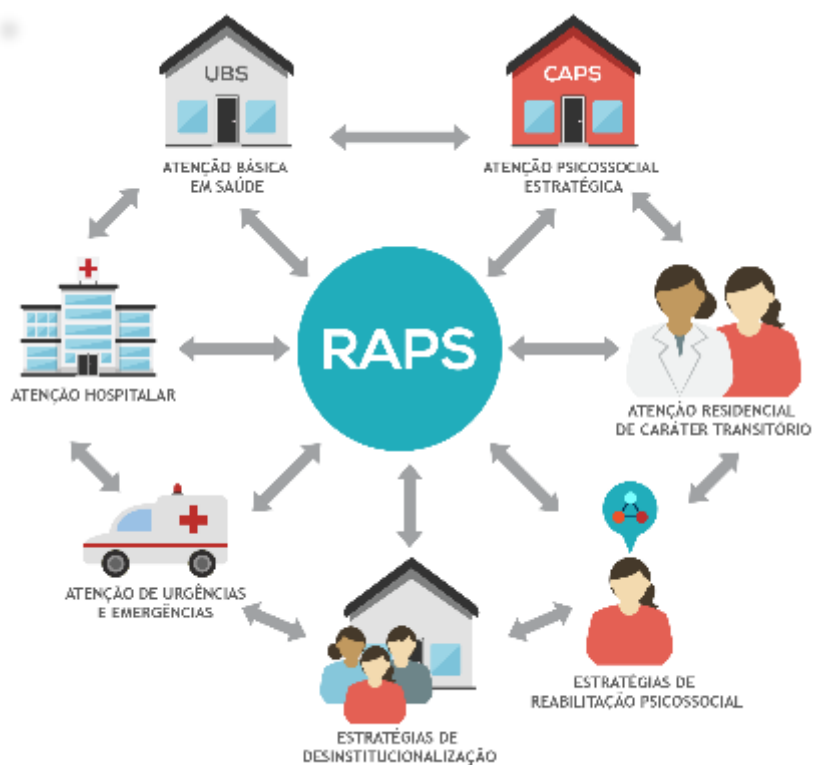 UBS
CAPS
ATENÇÃO BÁSICA
EM SAÚDE
ATENÇÃO PSICOSSOCIAL
ESTRATÉGICA
RAPS
ATENÇÃO HOSPITALAR
ATENÇÃO RESIDENCIAL
DE CARÁTER TRANSITÓRIO
ATENÇÃO DE URGÊNCIAS
E EMERGÊNCIAS
ESTRATÉGIAS DE
REABILITAÇÃO PSICOSSOCIAL
ESTRATÉGIAS DE
DESINSTITUCIONALIZAÇÃO